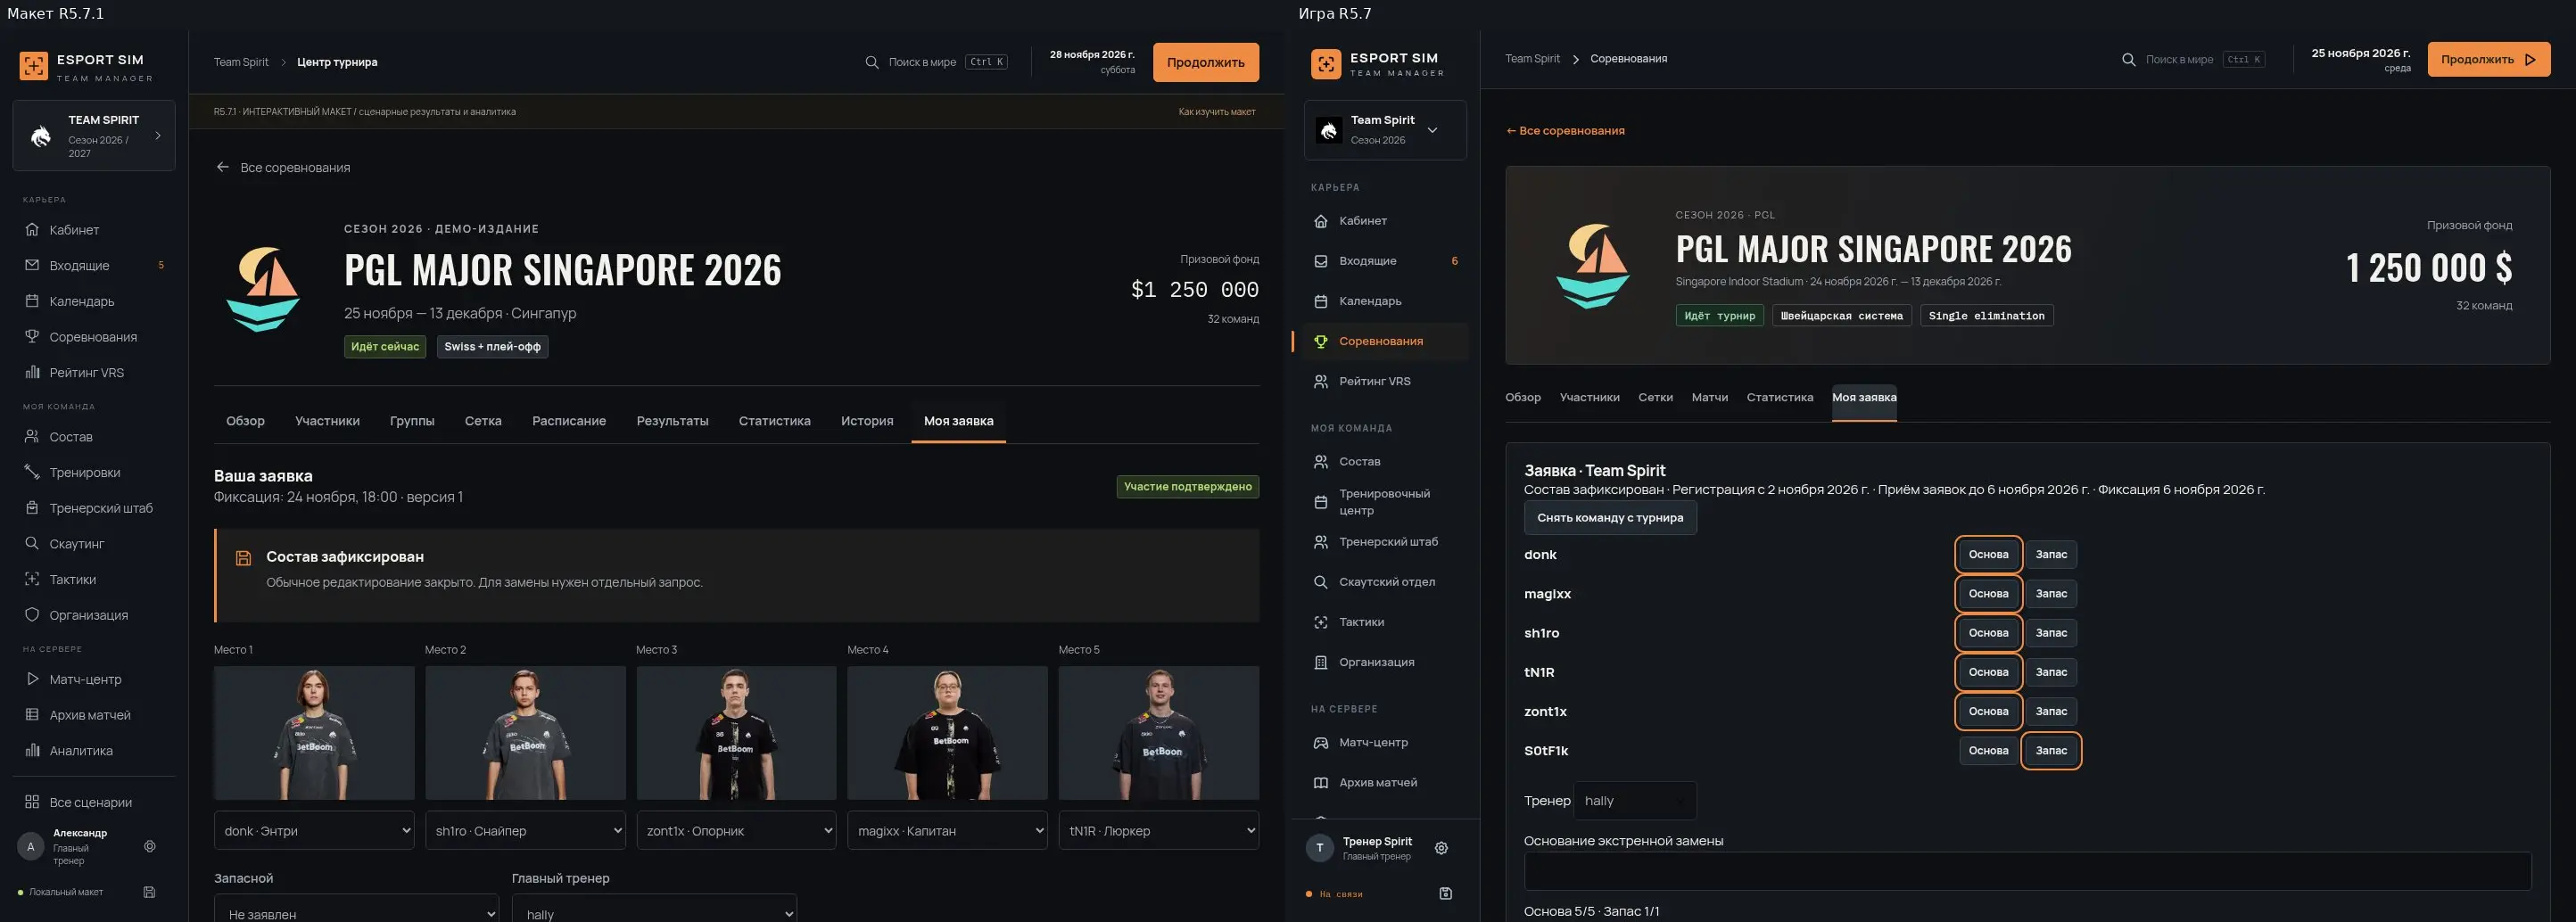 Макет R5.7.1
ESPORT SIM
TEAM MANAGER
TEAM SPIRIT
Сезон 2026 /
2027
КАРЬЕРА
Кабинет
Входящие 5
Календарь
Соревнования
Рейтинг VRS
МОЯ КОМАНДА
Состав
Тренировки
Тренерский штаб
Скаутинг
Тактики
Организация
НА СЕРВЕРЕ
Матч-центр
Архив матчей
Аналитика
Все сценарии
А
Александр
Главный
тренер
Локальный макет
Team Spirit > Центр турнира
Поиск в мире Ctrl K
28 ноября 2026 г.
суббота
Продолжить
R5.7.1 · ИНТЕРАКТИВНЫЙ МАКЕТ / сценарные результаты и аналитика
Как изучить макет
← Все соревнования
СЕЗОН 2026 · ДЕМО-ИЗДАНИЕ
PGL MAJOR SINGAPORE 2026
25 ноября — 13 декабря · Сингапур
Идёт сейчас Swiss + плей-офф
Призовой фонд
$1 250 000
32 команд
Обзор Участники Группы Сетка Расписание Результаты Статистика История Моя заявка
Ваша заявка
Фиксация: 24 ноября, 18:00 · версия 1
Участие подтверждено
Состав зафиксирован
Обычное редактирование закрыто. Для замены нужен отдельный запрос.
Место 1 Место 2 Место 3 Место 4 Место 5
BetBoom BetBoom BetBoom BetBoom BetBoom
donk · Энтри sh1ro · Снайпер zont1x · Опорник magixx · Капитан tN1R · Люркер
Запасной Главный тренер
Не заявлен hally
Игра R5.7
ESPORT SIM
TEAM MANAGER
Team Spirit
Сезон 2026
КАРЬЕРА
Кабинет
Входящие 6
Календарь
Соревнования
Рейтинг VRS
МОЯ КОМАНДА
Состав
Тренировочный
центр
Тренерский штаб
Скаутский отдел
Тактики
Организация
НА СЕРВЕРЕ
Матч-центр
Архив матчей
Т
Тренер Spirit
Главный тренер
На связи
Team Spirit > Соревнования
Поиск в мире Ctrl K
25 ноября 2026 г.
среда
Продолжить
← Все соревнования
СЕЗОН 2026 · PGL
PGL MAJOR SINGAPORE 2026
Singapore Indoor Stadium · 24 ноября 2026 г. — 13 декабря 2026 г.
Идёт турнир Швейцарская система Single elimination
Призовой фонд
1 250 000 $
32 команд
Обзор Участники Сетки Матчи Статистика Моя заявка
Заявка · Team Spirit
Состав зафиксирован · Регистрация с 2 ноября 2026 г. · Приём заявок до 6 ноября 2026 г. · Фиксация 6 ноября 2026 г.
Снять команду с турнира
donk Основа Запас
magixx Основа Запас
sh1ro Основа Запас
tN1R Основа Запас
zont1x Основа Запас
S0tF1k Основа Запас
Тренер hally
Основание экстренной замены
Основа 5/5 · Запас 1/1